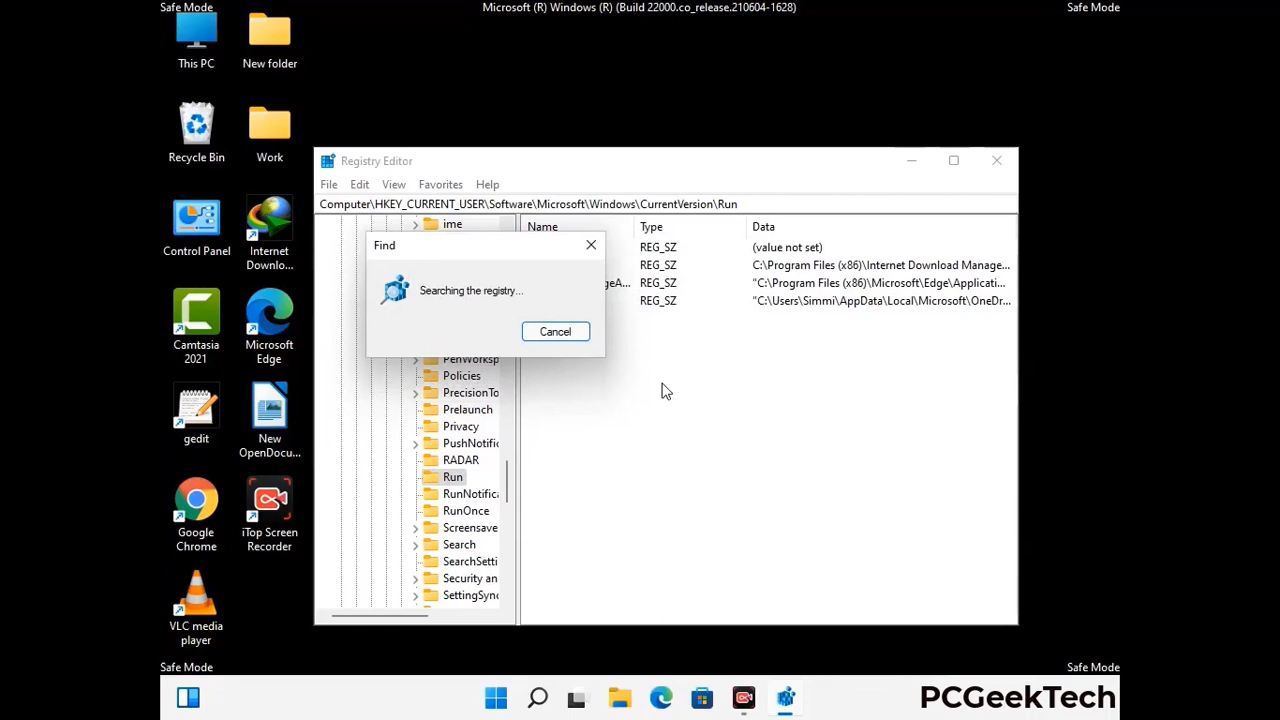 Safe Mode
Microsoft (R) Windows (R) (Build 22000.co_release.210604-1628)
Safe Mode
This PC
New folder
Recycle Bin
Work
Control Panel
Internet
Downlo...
Camtasia
2021
Microsoft
Edge
gedit
New
OpenDocu...
Google
Chrome
iTop Screen
Recorder
VLC media
player
Registry Editor
File Edit View Favorites Help
Computer\HKEY_CURRENT_USER\Software\Microsoft\Windows\CurrentVersion\Run
ime
PenWorksp
Policies
PrecisionTo
Prelaunch
Privacy
PushNotific
RADAR
Run
RunNotifica
RunOnce
Screensave
Search
SearchSetti
Security an
SettingSync
Name Type Data
REG_SZ (value not set)
REG_SZ C:\Program Files (x86)\Internet Download Manage...
geA... REG_SZ "C:\Program Files (x86)\Microsoft\Edge\Applicati...
REG_SZ "C:\Users\Simmi\AppData\Local\Microsoft\OneDr...
Find
Searching the registry...
Cancel
Safe Mode
Safe Mode
PCGeekTech